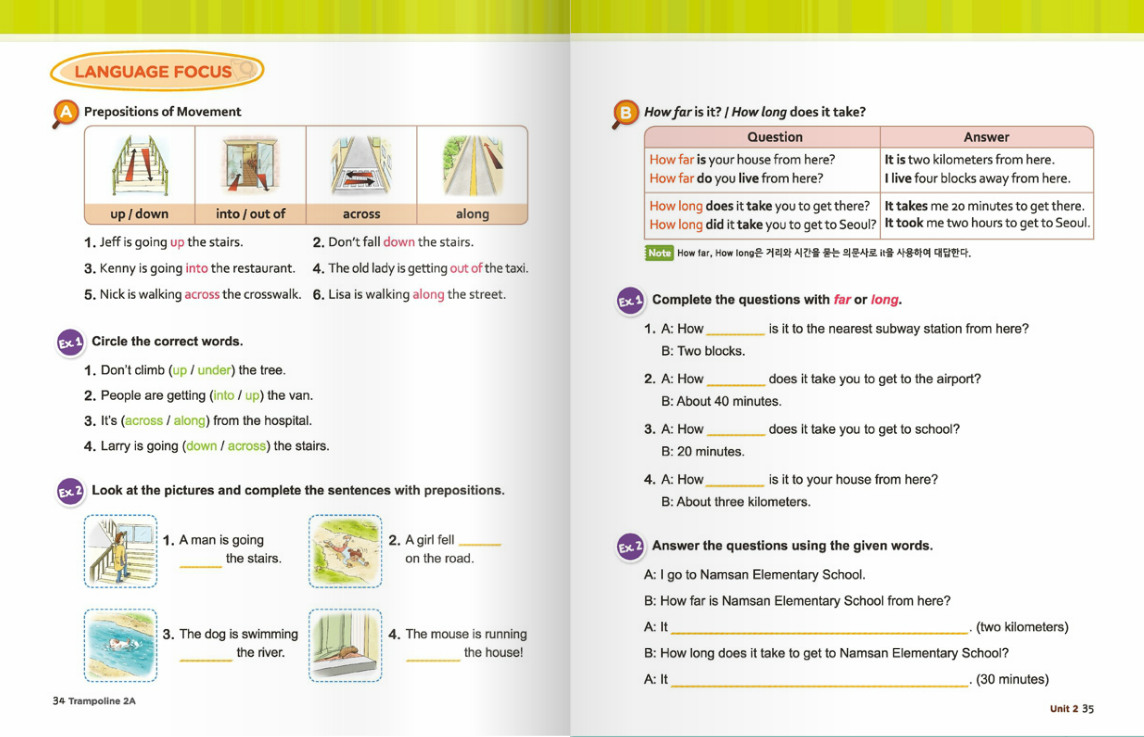 LANGUAGE FOCUS
A Prepositions of Movement
up / down into / out of across along
1. Jeff is going up the stairs. 2. Don't fall down the stairs.
3. Kenny is going into the restaurant. 4. The old lady is getting out of the taxi.
5. Nick is walking across the crosswalk. 6. Lisa is walking along the street.
Ex.1 Circle the correct words.
1. Don't climb (up / under) the tree.
2. People are getting (into / up) the van.
3. It's (across / along) from the hospital.
4. Larry is going (down / across) the stairs.
Ex.2 Look at the pictures and complete the sentences with prepositions.
1. A man is going
______ the stairs.
2. A girl fell ______
on the road.
3. The dog is swimming
______ the river.
4. The mouse is running
______ the house!
34 Trampoline 2A
B How far is it? / How long does it take?
Question Answer
How far is your house from here? It is two kilometers from here.
How far do you live from here? I live four blocks away from here.
How long does it take you to get there? It takes me 20 minutes to get there.
How long did it take you to get to Seoul? It took me two hours to get to Seoul.
Note How far, How long은 거리와 시간을 묻는 의문사로 it을 사용하여 대답한다.
Ex.1 Complete the questions with far or long.
1. A: How ________ is it to the nearest subway station from here?
B: Two blocks.
2. A: How ________ does it take you to get to the airport?
B: About 40 minutes.
3. A: How ________ does it take you to get to school?
B: 20 minutes.
4. A: How ________ is it to your house from here?
B: About three kilometers.
Ex.2 Answer the questions using the given words.
A: I go to Namsan Elementary School.
B: How far is Namsan Elementary School from here?
A: It ________________________________. (two kilometers)
B: How long does it take to get to Namsan Elementary School?
A: It ________________________________. (30 minutes)
Unit 2 35